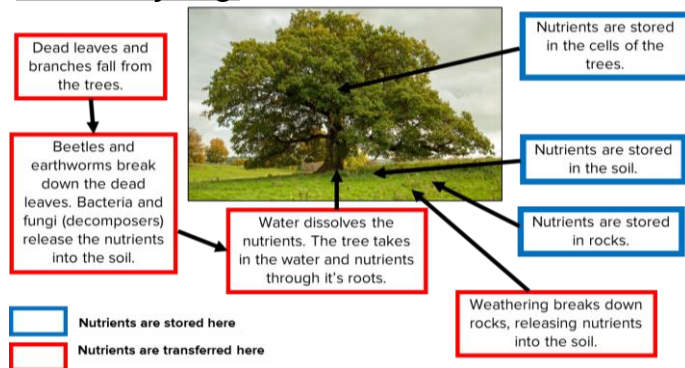 Dead leaves and
branches fall from
the trees.
Beetles and
earthworms break
down the dead
leaves. Bacteria and
fungi (decomposers)
release the nutrients
into the soil.
Water dissolves the
nutrients. The tree takes
in the water and nutrients
through it's roots.
Nutrients are stored
in the cells of the
trees.
Nutrients are stored
in the soil.
Nutrients are stored
in rocks.
Weathering breaks down
rocks, releasing nutrients
into the soil.
Nutrients are stored here
Nutrients are transferred here